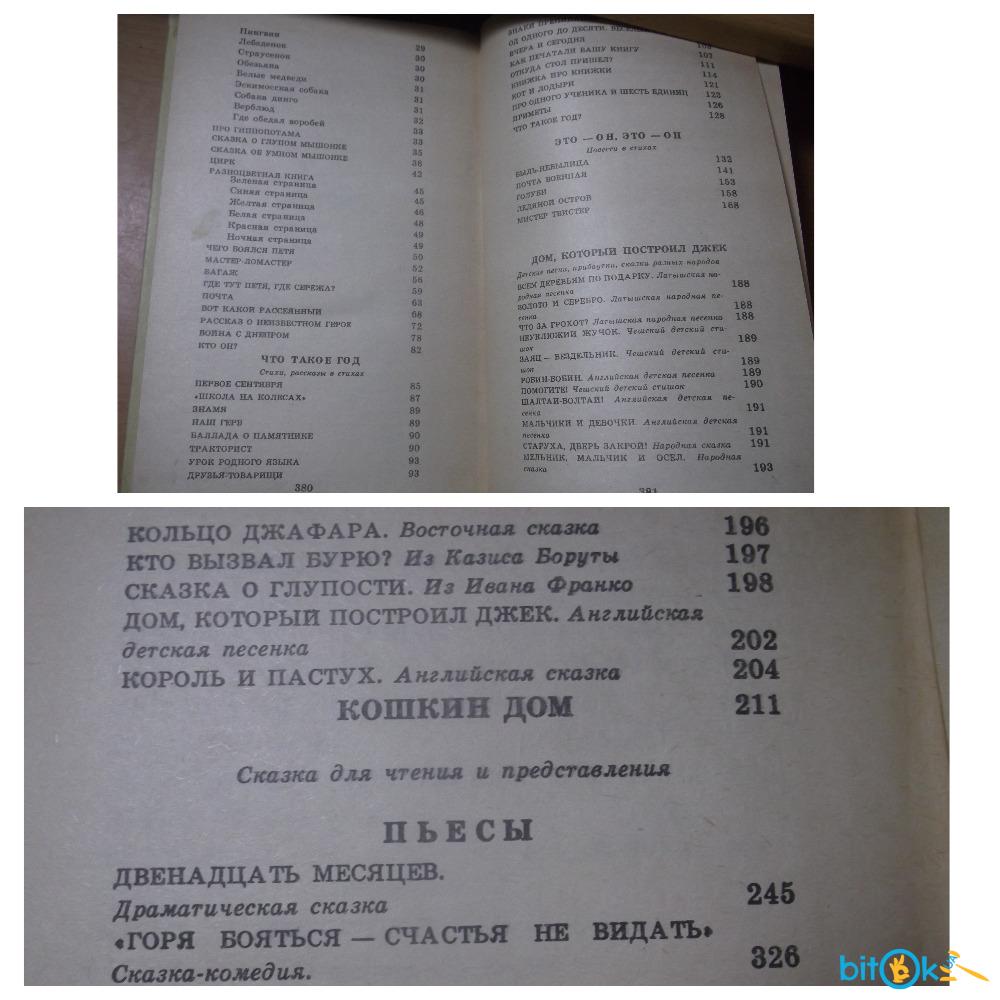 Пингвин
Лебеденок 29
Страусенок 30
Обезьяна 30
Белые медведи 30
Эскимосская собака 31
Собака динго 31
Верблюд 31
Где обедал воробей 32
ПРО ГИППОПОТАМА 33
СКАЗКА О ГЛУПОМ МЫШОНКЕ 33
СКАЗКА ОБ УМНОМ МЫШОНКЕ 35
ЦИРК 38
РАЗНОЦВЕТНАЯ КНИГА 42
Зеленая страница
Синяя страница 45
Желтая страница 45
Белая страница 46
Красная страница 48
Ночная страница 49
ЧЕГО БОЯЛСЯ ПЕТЯ 49
МАСТЕР-ЛОМАСТЕР 50
БАГАЖ 52
ГДЕ ТУТ ПЕТЯ, ГДЕ СЕРЕЖА? 56
ПОЧТА 59
ВОТ КАКОЙ РАССЕЯННЫЙ 63
РАССКАЗ О НЕИЗВЕСТНОМ ГЕРОЕ 68
ВОЙНА С ДНЕПРОМ 72
КТО ОН? 78
82
ЧТО ТАКОЕ ГОД
Стихи, рассказы в стихах
ПЕРВОЕ СЕНТЯБРЯ 85
«ШКОЛА НА КОЛЕСАХ» 87
ЗНАМЯ 89
НАШ ГЕРБ 89
БАЛЛАДА О ПАМЯТНИКЕ 90
ТРАКТОРИСТ 90
УРОК РОДНОГО ЯЗЫКА 93
ДРУЗЬЯ-ТОВАРИЩИ 93
380
ЗНАКИ
ОД ОДНОГО ДО ДЕСЯТИ.
ВЧЕРА И СЕГОДНЯ
КАК ПЕЧАТАЛИ ВАШУ КНИГУ 107
ОТКУДА СТОЛ ПРИШЕЛ? 111
КНИЖКА ПРО КНИЖКИ 114
КОТ И ЛОДЫРИ 121
ПРО ОДНОГО УЧЕНИКА И ШЕСТЬ ЕДИНИЦ 123
ПРИМЕТЫ 126
ЧТО ТАКОЕ ГОД? 128
ЭТО — ОН, ЭТО — ОН
Повести в стихах
БЫЛЬ-НЕБЫЛИЦА 132
ПОЧТА ВОЕННАЯ 141
ГОЛУБИ 153
ЛЕДЯНОЙ ОСТРОВ 158
МИСТЕР ТВИСТЕР 168
ДОМ, КОТОРЫЙ ПОСТРОИЛ ДЖЕК
Детские песни, прибаутки, сказки разных народов
ВСЕМ ДЕРЕВЬЯМ ПО ПОДАРКУ. Латышская на-
родная песенка 188
ЗОЛОТО И СЕРЕБРО. Латышская народная пе-
сенка 188
ЧТО ЗА ГРОХОТ? Латышская народная песенка 188
НЕУКЛЮЖИЙ ЖУЧОК. Чешский детский сти-
шок 189
ЗАЯЦ — БЕЗДЕЛЬНИК. Чешский детский сти-
шок 189
РОБИН-БОБИН. Английская детская песенка 189
ПОМОГИТЕ! Чешский детский стишок 190
ШАЛТАЙ-БОЛТАЙ! Английская детская пе-
сенка 191
МАЛЬЧИКИ И ДЕВОЧКИ. Английская детская
песенка 191
СТАРУХА, ДВЕРЬ ЗАКРОЙ! Народная сказка 191
МЕЛЬНИК, МАЛЬЧИК И ОСЕЛ. Народная
сказка 193
381
КОЛЬЦО ДЖАФАРА. Восточная сказка 196
КТО ВЫЗВАЛ БУРЮ? Из Казиса Боруты 197
СКАЗКА О ГЛУПОСТИ. Из Ивана Франко 198
ДОМ, КОТОРЫЙ ПОСТРОИЛ ДЖЕК. Английская
детская песенка 202
КОРОЛЬ И ПАСТУХ. Английская сказка 204
КОШКИН ДОМ 211
Сказка для чтения и представления
ПЬЕСЫ
ДВЕНАДЦАТЬ МЕСЯЦЕВ.
Драматическая сказка 245
«ГОРЯ БОЯТЬСЯ — СЧАСТЬЯ НЕ ВИДАТЬ»
Сказка-комедия. 326
bitok